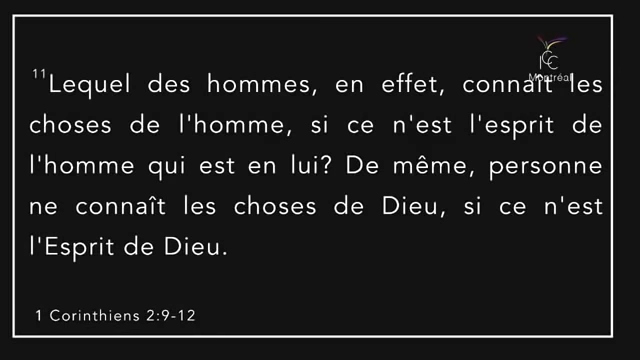 ICC
Montréal
11Lequel des hommes, en effet, connaît les
choses de l'homme, si ce n'est l'esprit de
l'homme qui est en lui? De même, personne
ne connaît les choses de Dieu, si ce n'est
l'Esprit de Dieu.
1 Corinthiens 2:9-12